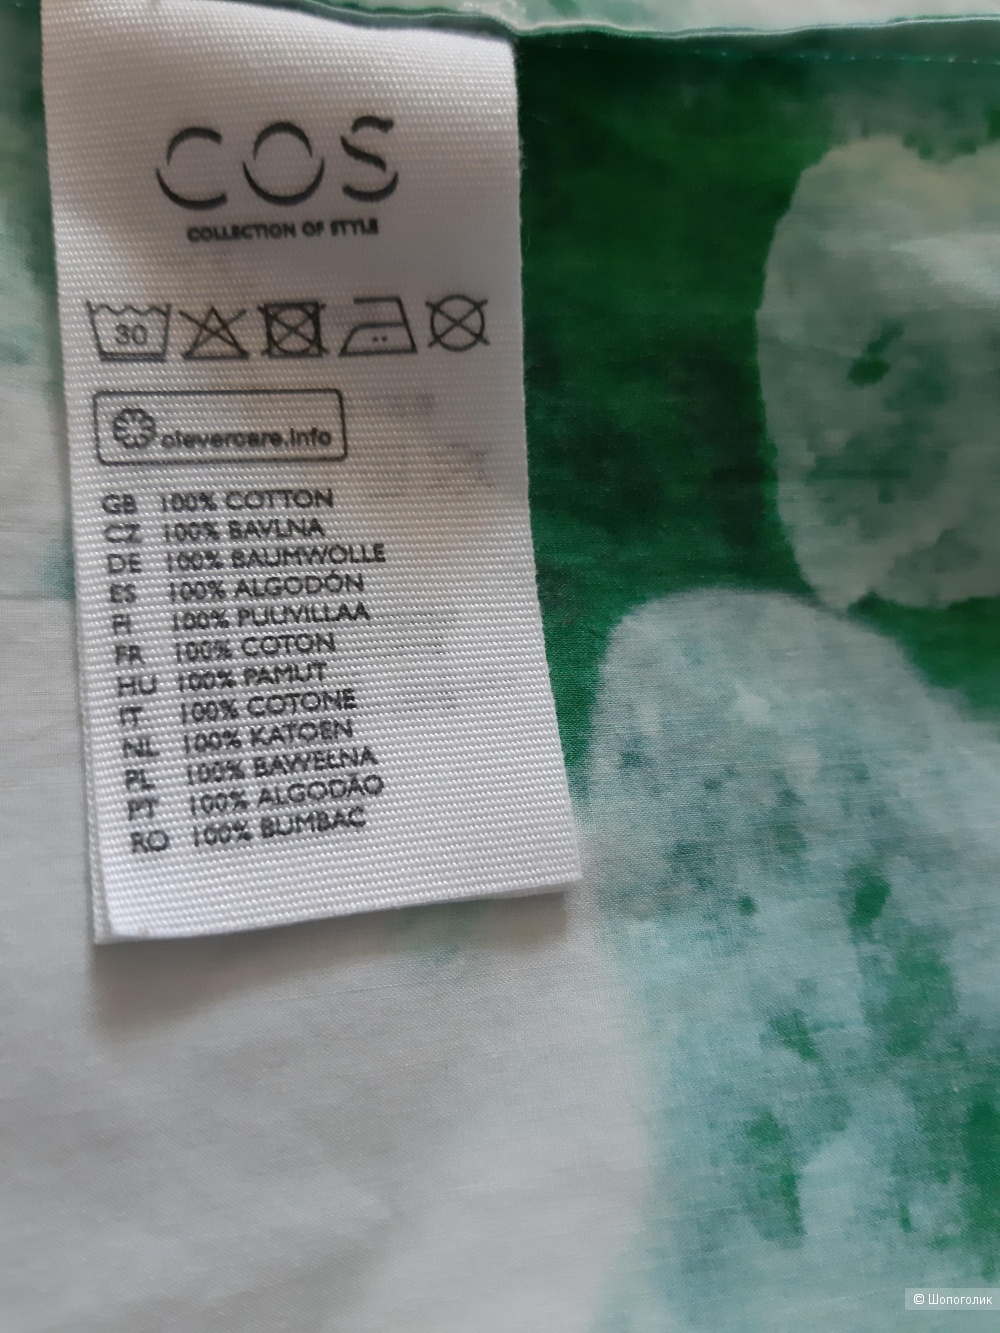 COS
COLLECTION OF STYLE
30
clevercare.info
GB 100% COTTON
CZ 100% BAVLNA
DE 100% BAUMWOLLE
ES 100% ALGODÓN
FI 100% PUUVILLAA
FR 100% COTON
HU 100% PAMUT
IT 100% COTONE
NL 100% KATOEN
PL 100% BAWEŁNA
PT 100% ALGODÃO
RO 100% BUMBAC
© Шопоголик